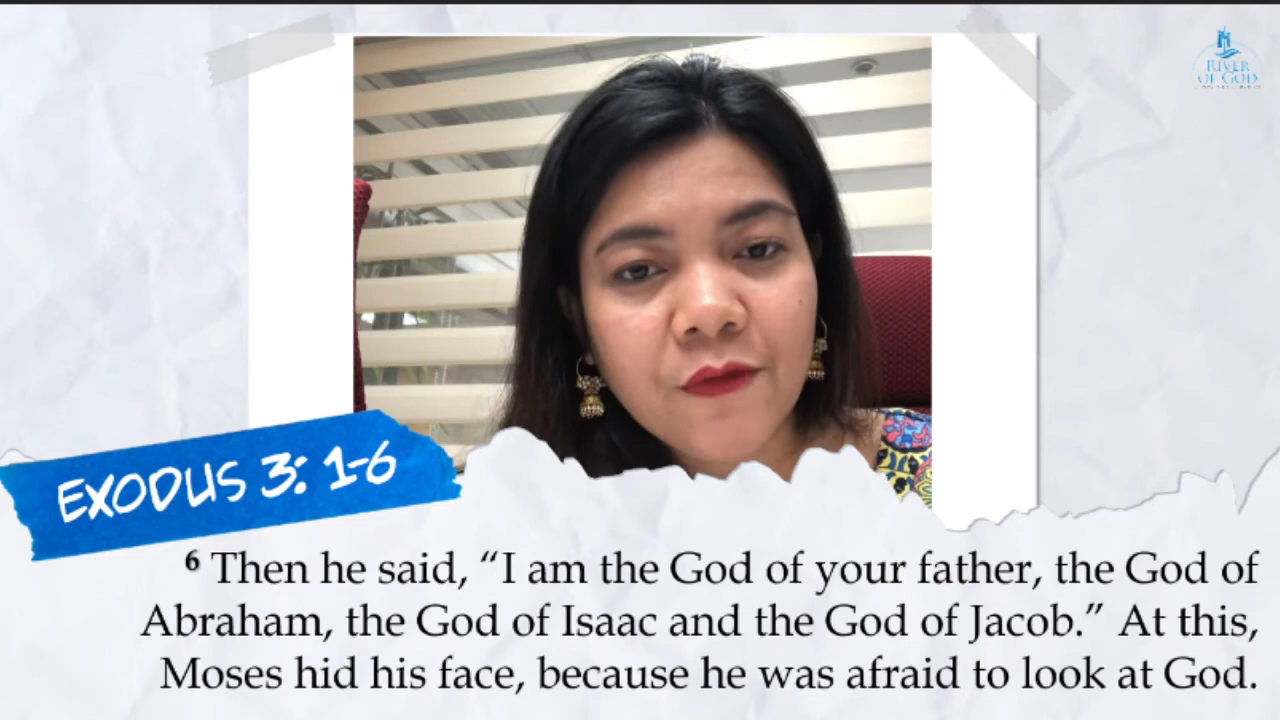 RIVER
OF GOD
EXODUS 3: 1-6
6 Then he said, “I am the God of your father, the God of
Abraham, the God of Isaac and the God of Jacob.” At this,
Moses hid his face, because he was afraid to look at God.